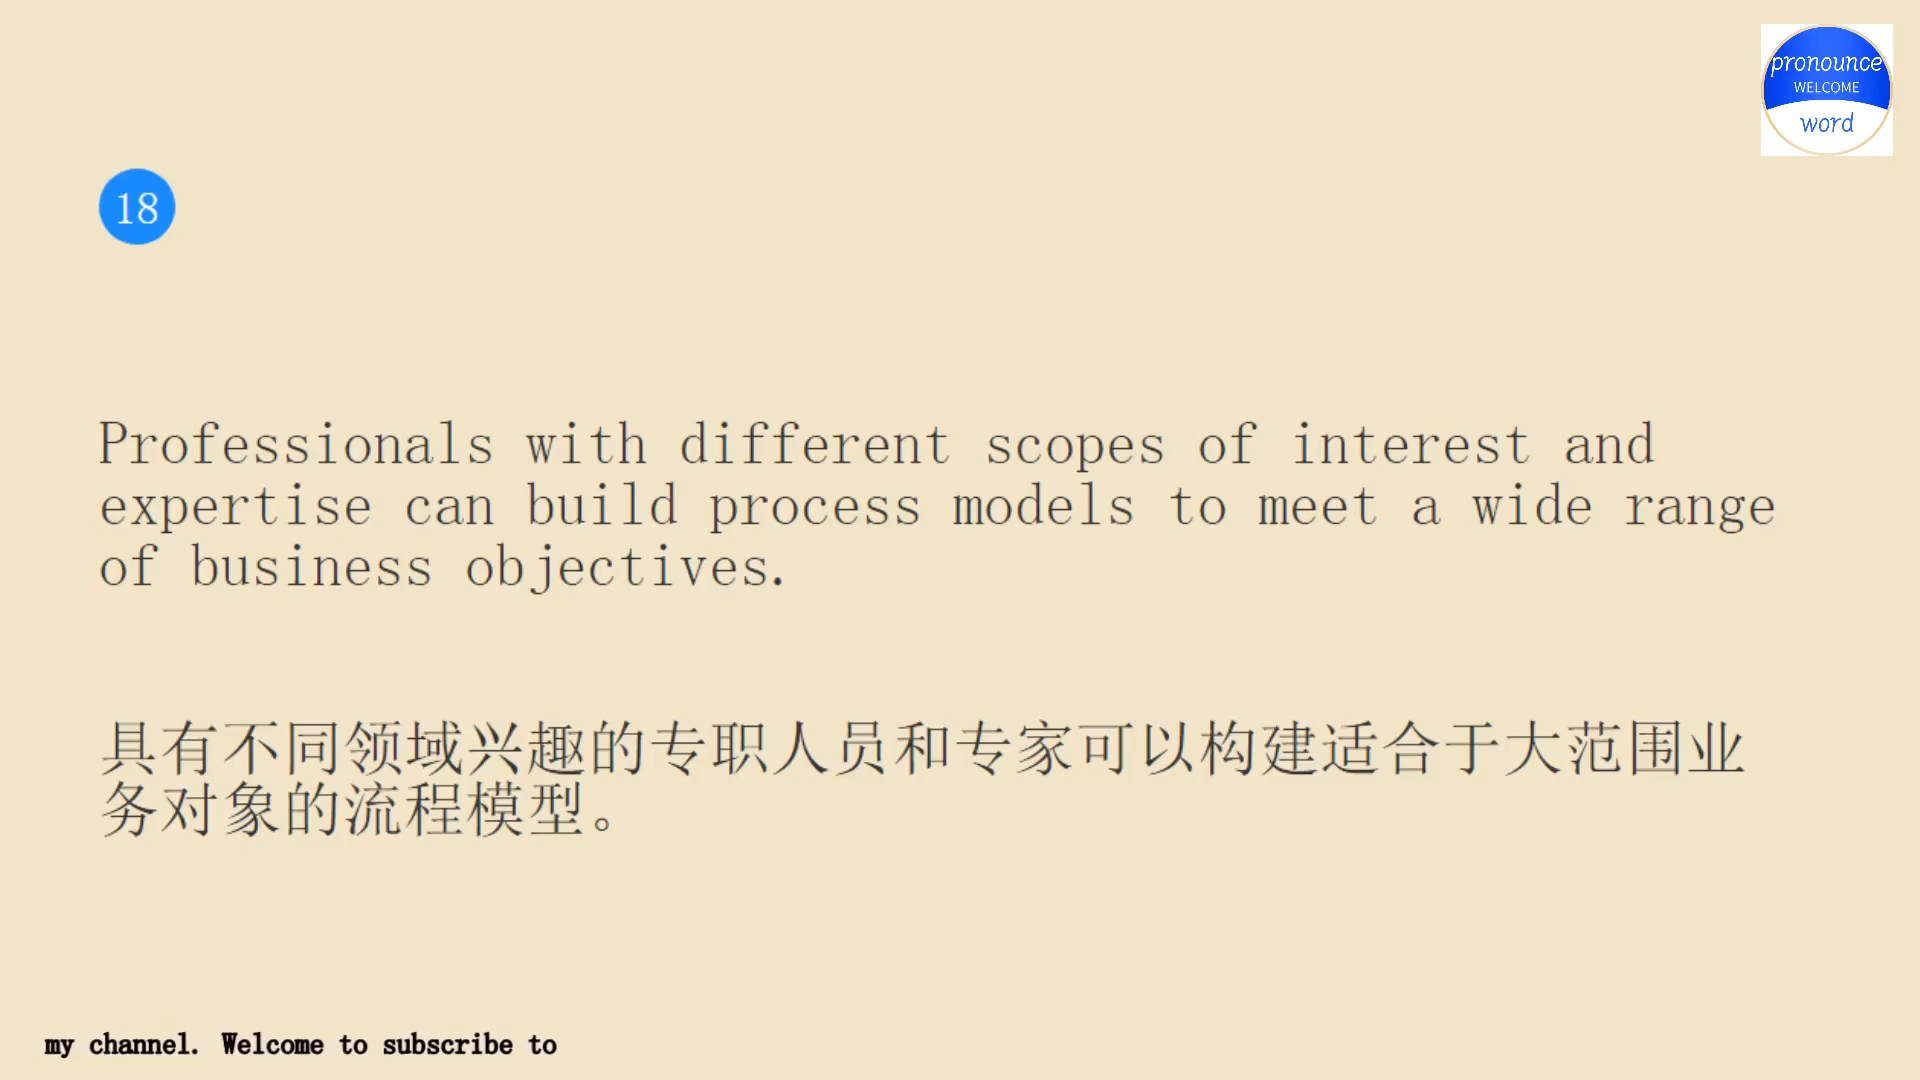 pronounce
WELCOME
word
18
Professionals with different scopes of interest and
expertise can build process models to meet a wide range
of business objectives.
具有不同领域兴趣的专职人员和专家可以构建适合于大范围业
务对象的流程模型。
my channel. Welcome to subscribe to